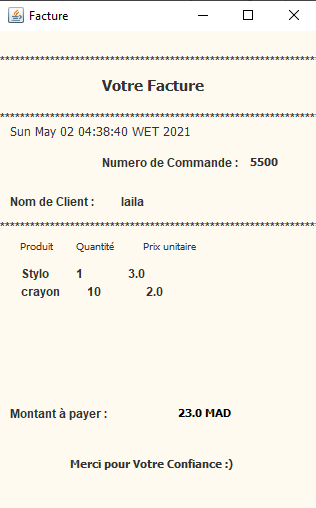 Facture
********************************************************************
Votre Facture
********************************************************************
Sun May 02 04:38:40 WET 2021
Numero de Commande : 5500
Nom de Client : laila
********************************************************************
Produit Quantité Prix unitaire
Stylo 1 3.0
crayon 10 2.0
Montant à payer : 23.0 MAD
Merci pour Votre Confiance :)